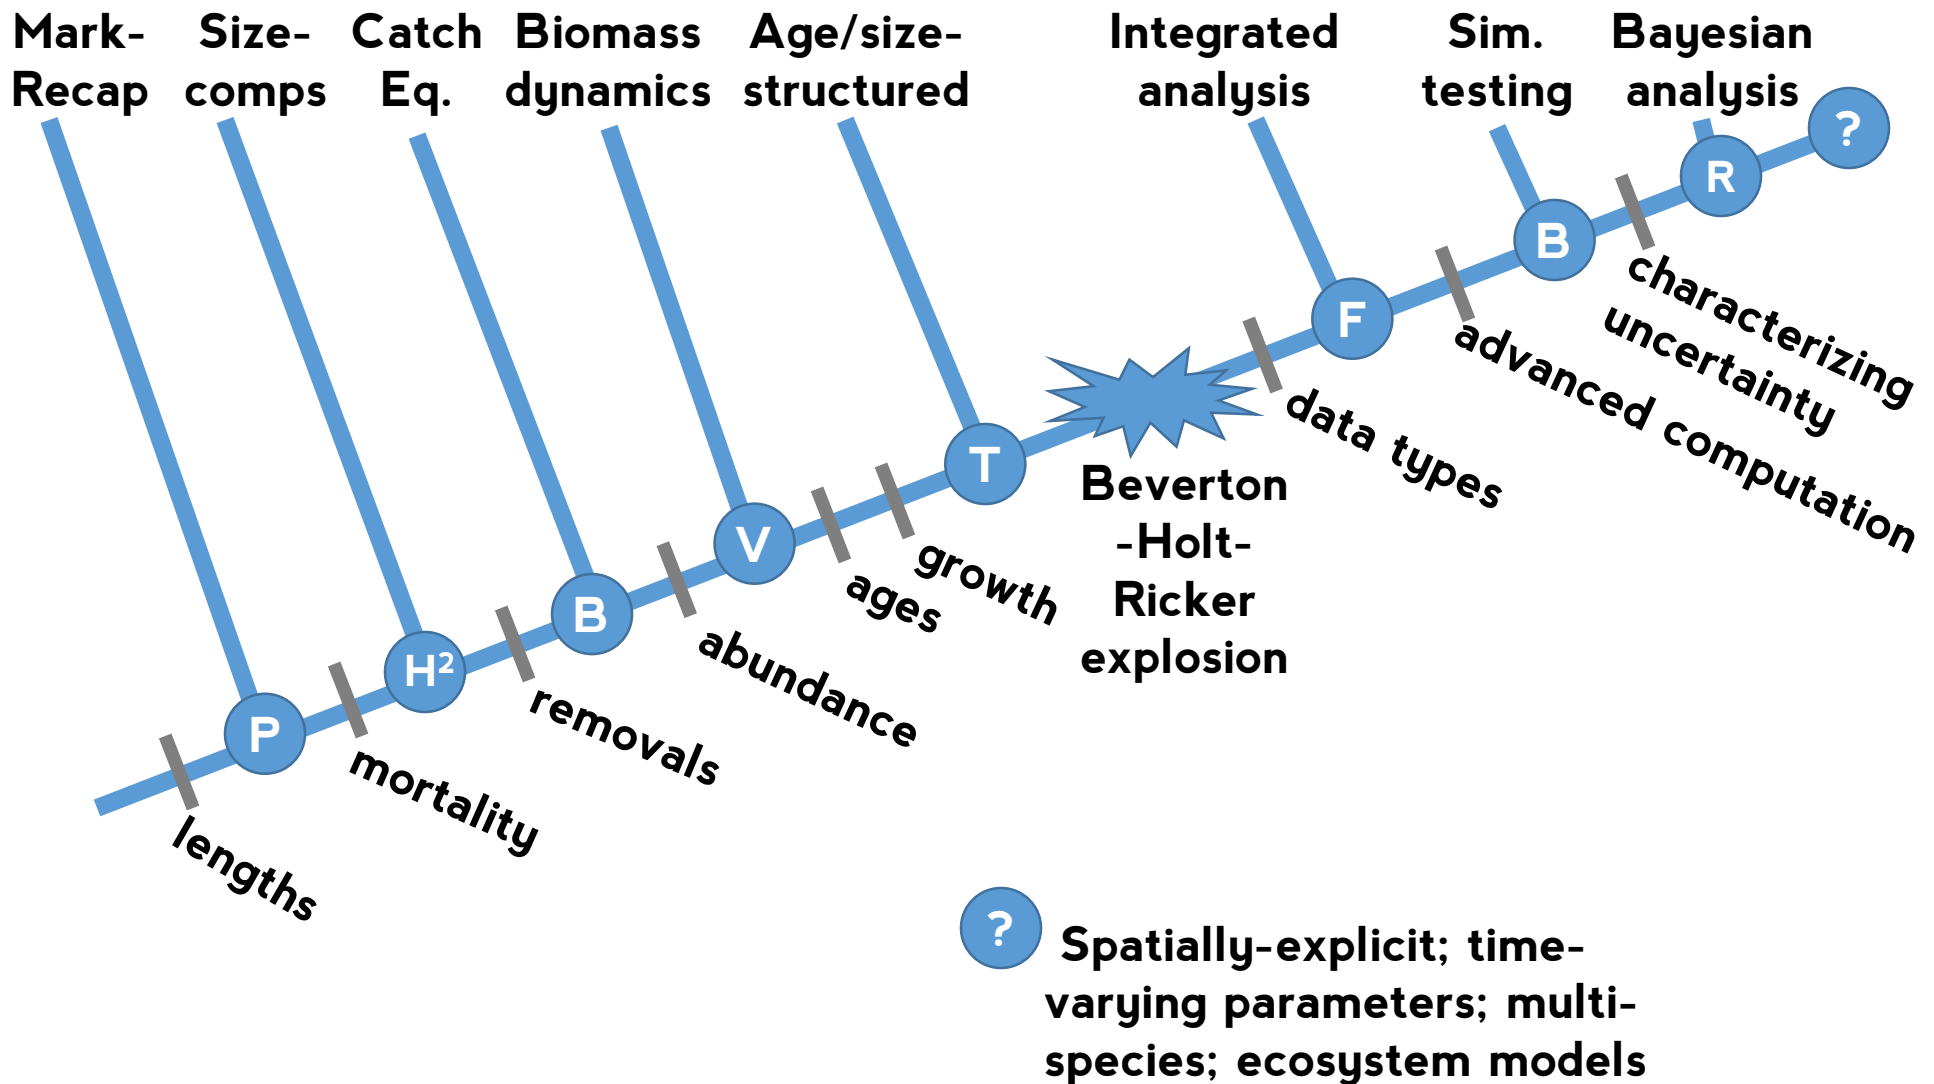 Mark-
Recap
Size-
comps
Catch
Eq.
Biomass
dynamics
Age/size-
structured
Integrated
analysis
Sim.
testing
Bayesian
analysis
?
R
B
F
T
V
B
H²
P
characterizing
uncertainty
advanced computation
data types
Beverton
-Holt-
Ricker
explosion
growth
ages
abundance
removals
mortality
lengths
?
Spatially-explicit; time-
varying parameters; multi-
species; ecosystem models